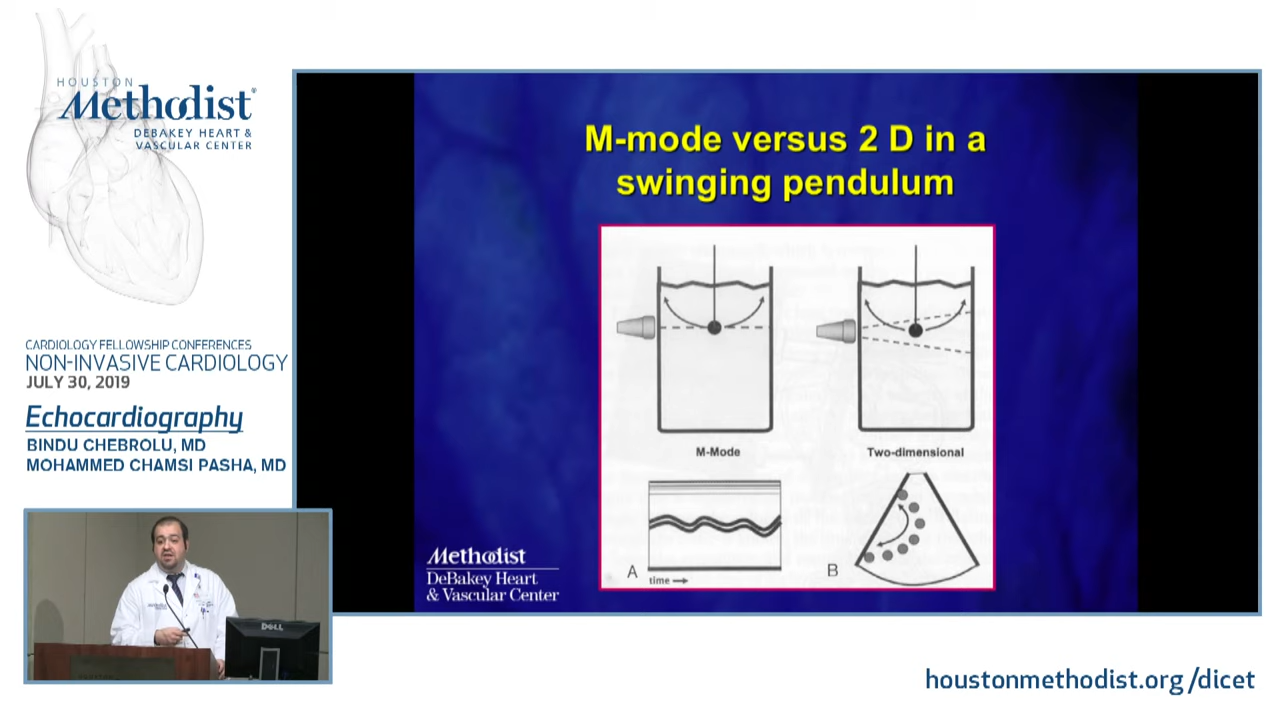 HOUSTON
Methodist®
DEBAKEY HEART &
VASCULAR CENTER
CARDIOLOGY FELLOWSHIP CONFERENCES
NON-INVASIVE CARDIOLOGY
JULY 30, 2019
Echocardiography
BINDU CHEBROLU, MD
MOHAMMED CHAMSI PASHA, MD
M-mode versus 2 D in a
swinging pendulum
M-Mode
Two-dimensional
A
time
B
Methodist
DeBakey Heart
& Vascular Center
DELL
houstonmethodist.org/dicet